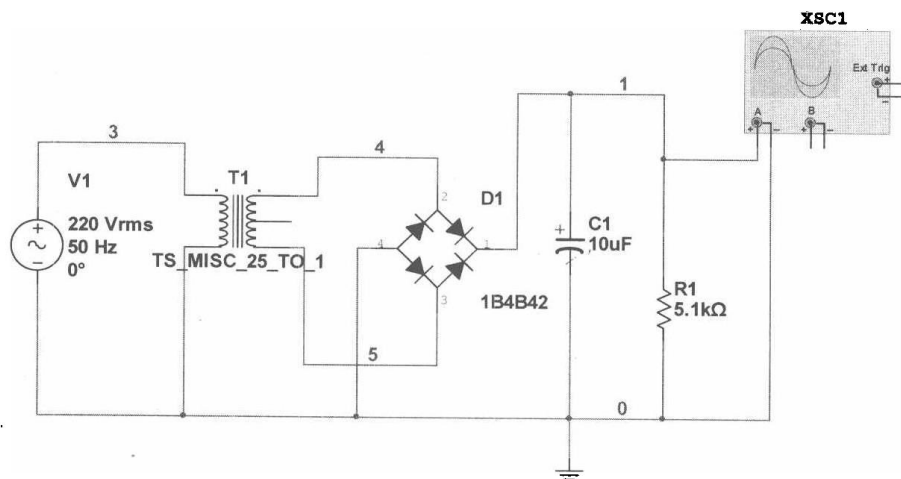 XSC1
Ext Trig
+
−
A
B
+ − + −
1
3
4
V1
T1
D1
2
220 Vrms
50 Hz
0°
+
−
TS_MISC_25_TO_1
4
1
3
1B4B42
+
C1
10uF
R1
5.1kΩ
5
0